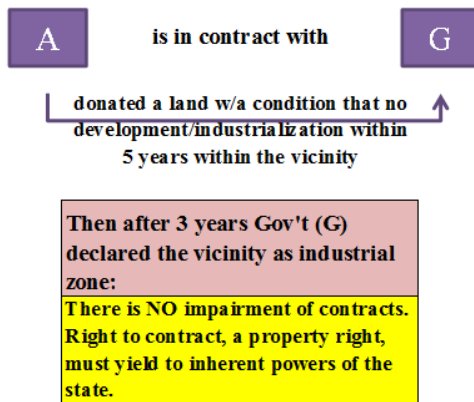 A is in contract with G
donated a land w/a condition that no
development/industrialization within
5 years within the vicinity
Then after 3 years Gov't (G)
declared the vicinity as industrial
zone:
There is NO impairment of contracts.
Right to contract, a property right,
must yield to inherent powers of the
state.